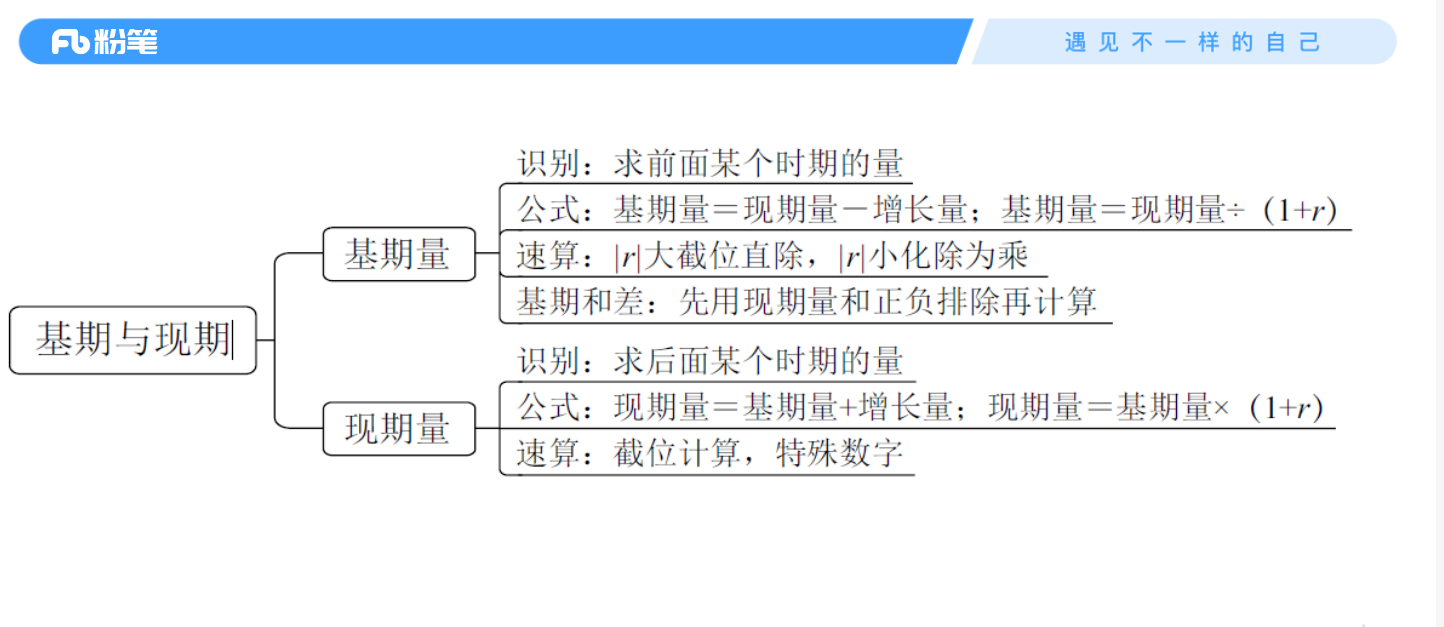 粉笔
遇见不一样的自己
识别：求前面某个时期的量
公式：基期量＝现期量－增长量；基期量＝现期量÷（1+r）
基期量
速算：|r|大截位直除，|r|小化除为乘
基期和差：先用现期量和正负排除再计算
基期与现期
识别：求后面某个时期的量
公式：现期量＝基期量+增长量；现期量＝基期量×（1+r）
现期量
速算：截位计算，特殊数字